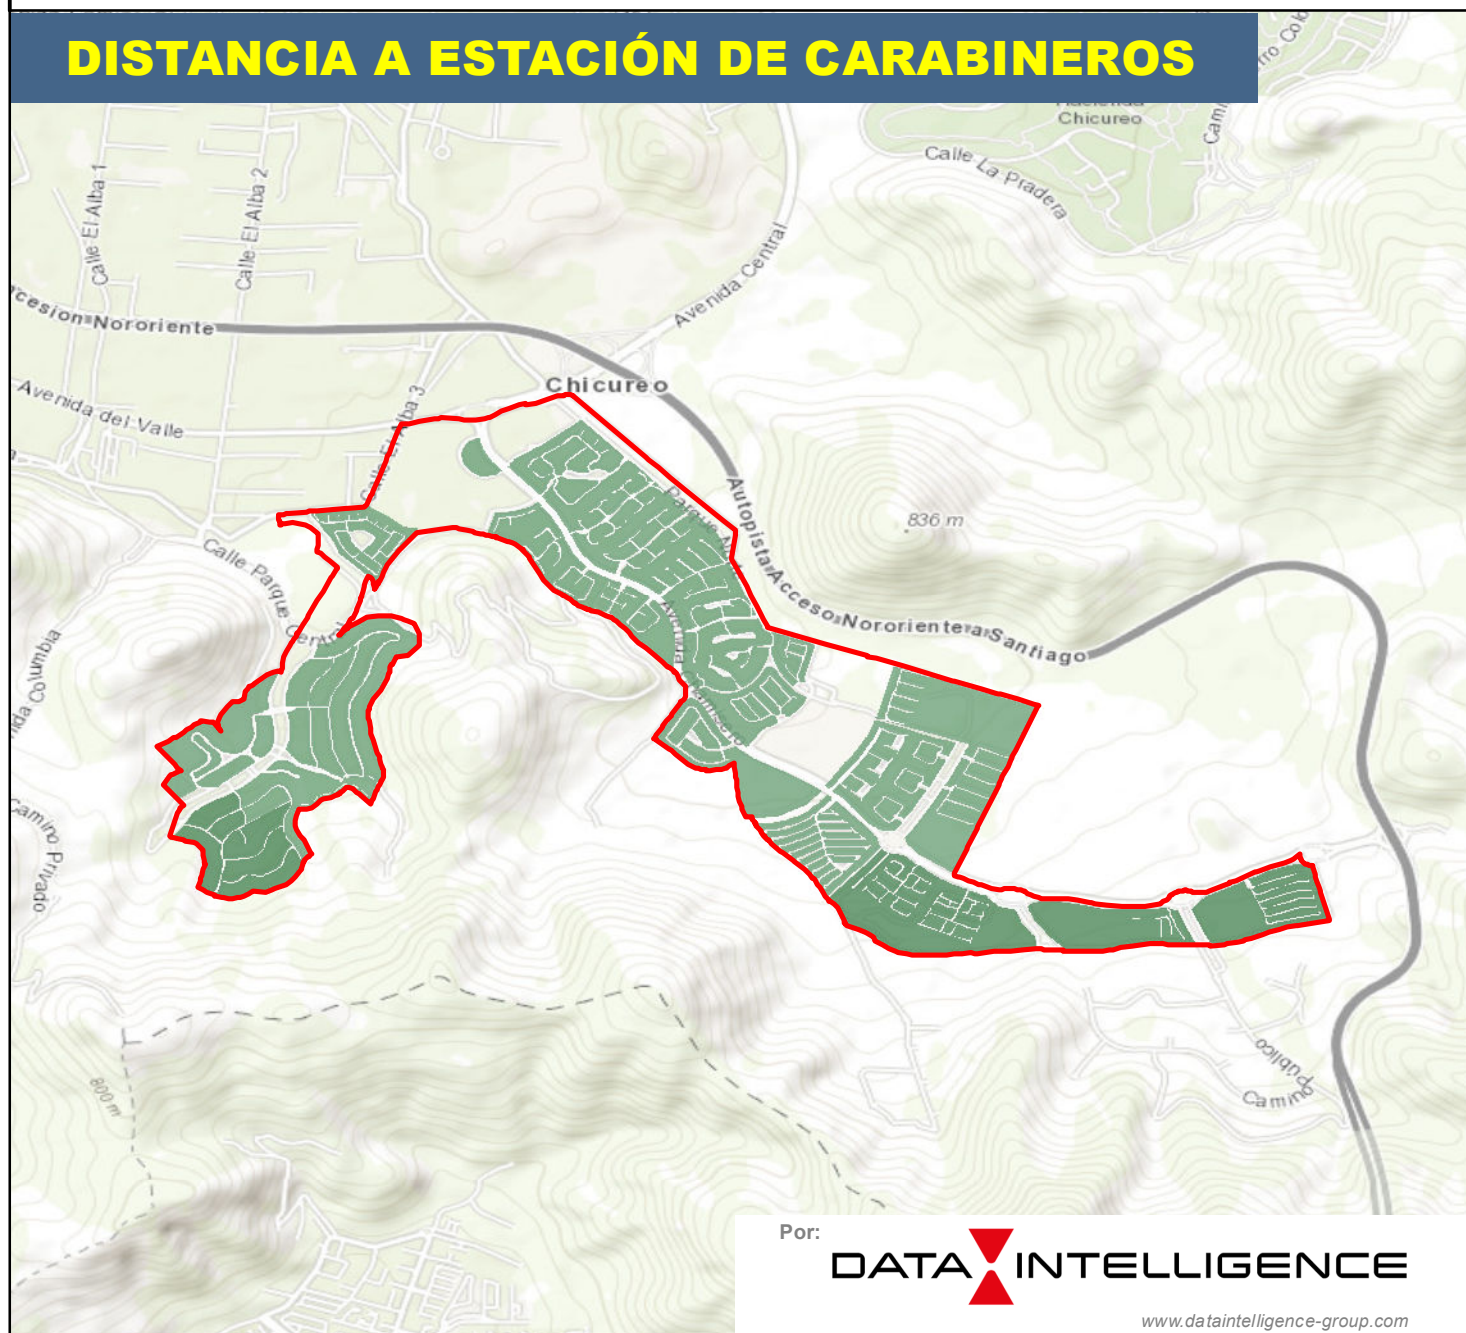 DISTANCIA A ESTACIÓN DE CARABINEROS
Chicureo
Calle La Pradera
Calle El Alba 1
Calle El Alba 2
Avenida Central
Nororiente
Chicureo
Avenida del Valle
Calle El Alba 3
Autopista Acceso Nororiente a Santiago
836 m
Calle Parque Central
Columbia
Camino Privado
800 m
Público
Camino
Por:
DATA INTELLIGENCE
www.dataintelligence-group.com